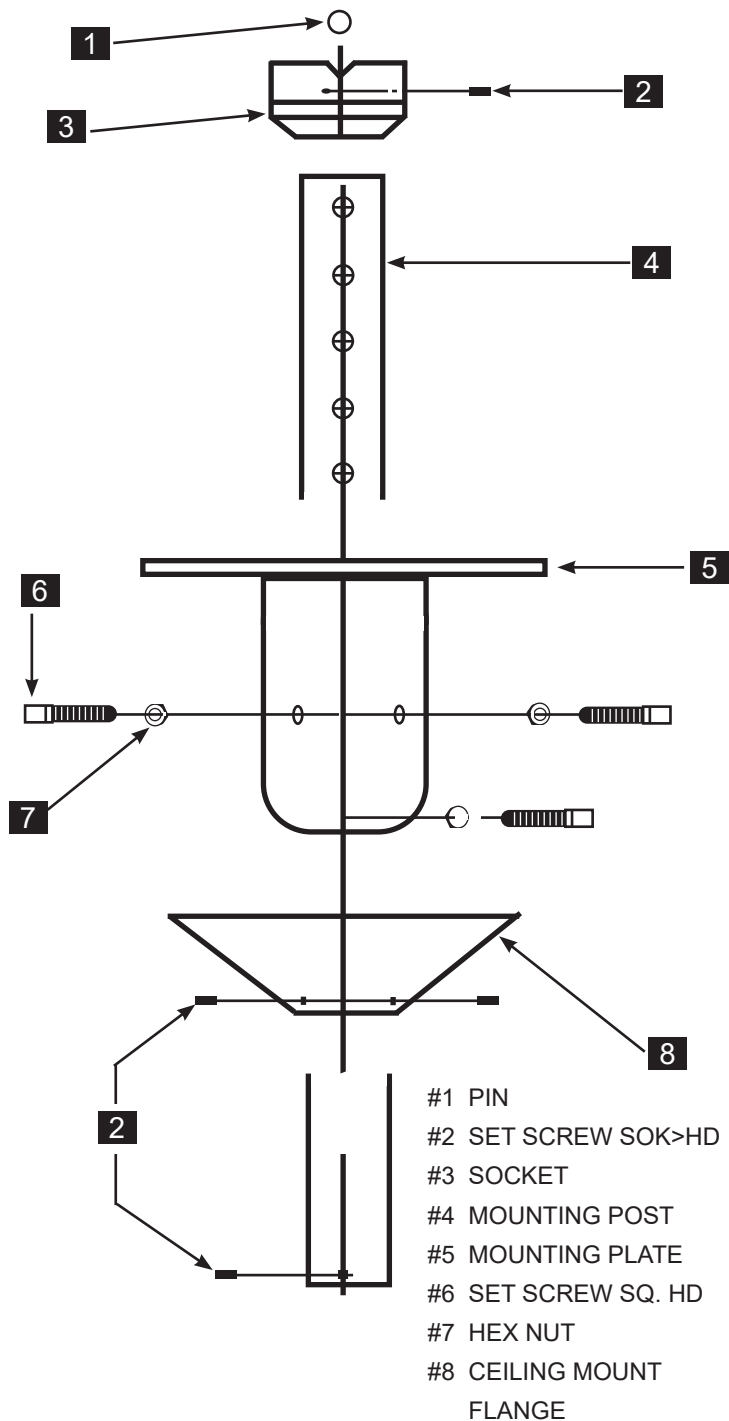 1
2
3
4
5
6
7
8
2
#1 PIN
#2 SET SCREW SOK>HD
#3 SOCKET
#4 MOUNTING POST
#5 MOUNTING PLATE
#6 SET SCREW SQ. HD
#7 HEX NUT
#8 CEILING MOUNT
FLANGE